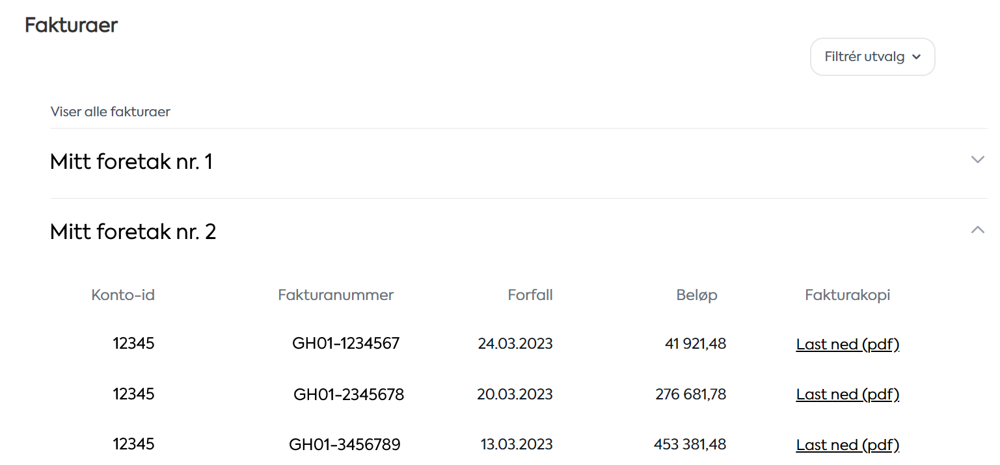 Fakturaer
Filtrér utvalg
Viser alle fakturaer
Mitt foretak nr. 1
Mitt foretak nr. 2
Konto-id Fakturanummer Forfall Beløp Fakturakopi
12345 GH01-1234567 24.03.2023 41 921,48 Last ned (pdf)
12345 GH01-2345678 20.03.2023 276 681,78 Last ned (pdf)
12345 GH01-3456789 13.03.2023 453 381,48 Last ned (pdf)